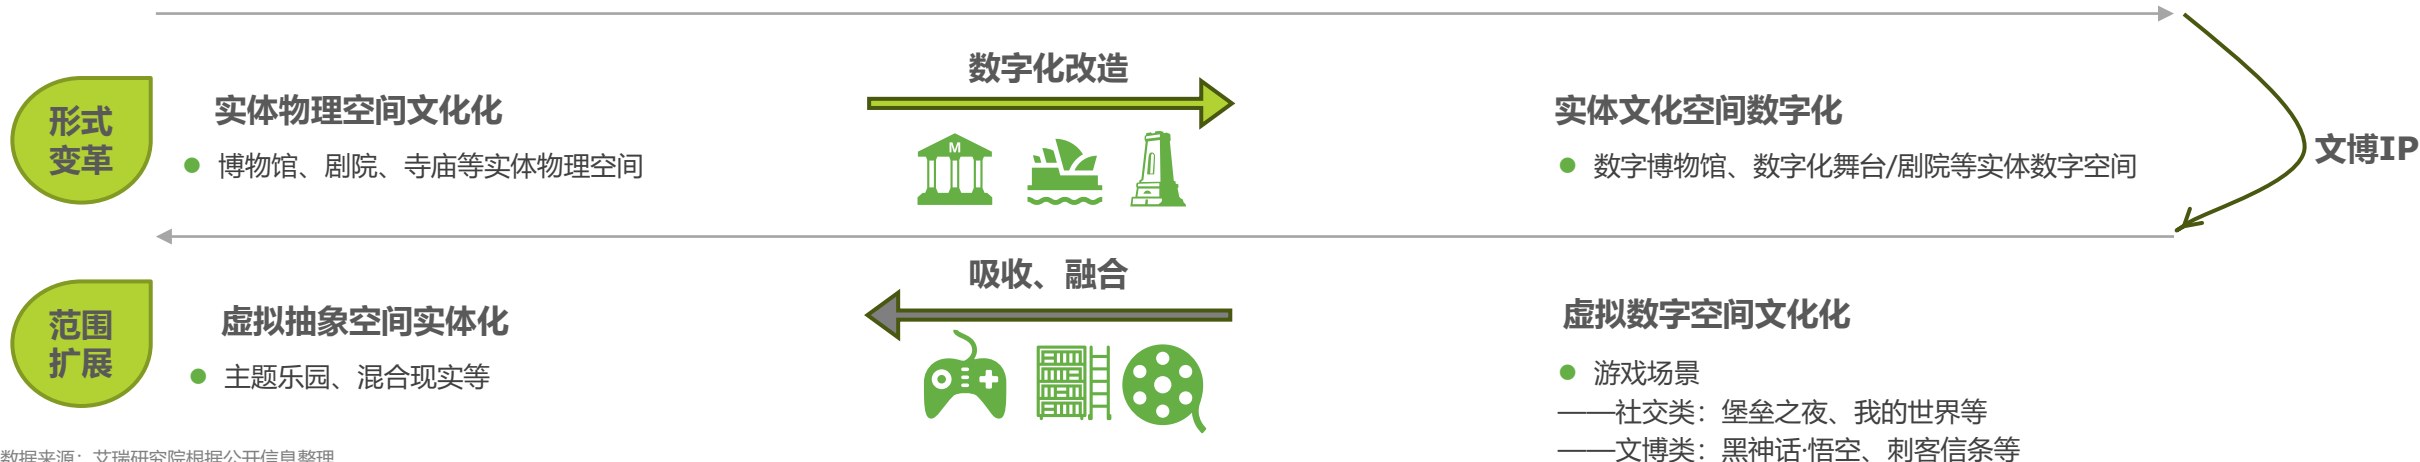 数字化改造
形式
变革
实体物理空间文化化
实体文化空间数字化
文博IP
M
● 博物馆、剧院、寺庙等实体物理空间
● 数字博物馆、数字化舞台/剧院等实体数字空间
吸收、融合
范围
扩展
虚拟抽象空间实体化
虚拟数字空间文化化
● 主题乐园、混合现实等
● 游戏场景
——社交类：堡垒之夜、我的世界等
——文博类：黑神话·悟空、刺客信条等
数据来源：艾瑞研究院根据公开信息整理